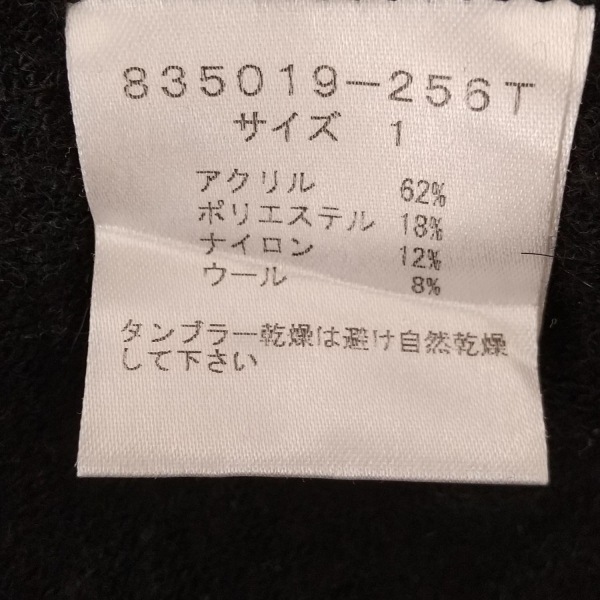 835019-256T
サイズ 1
アクリル 62%
ポリエステル 18%
ナイロン 12%
ウール 8%
タンブラー乾燥は避け自然乾燥
して下さい